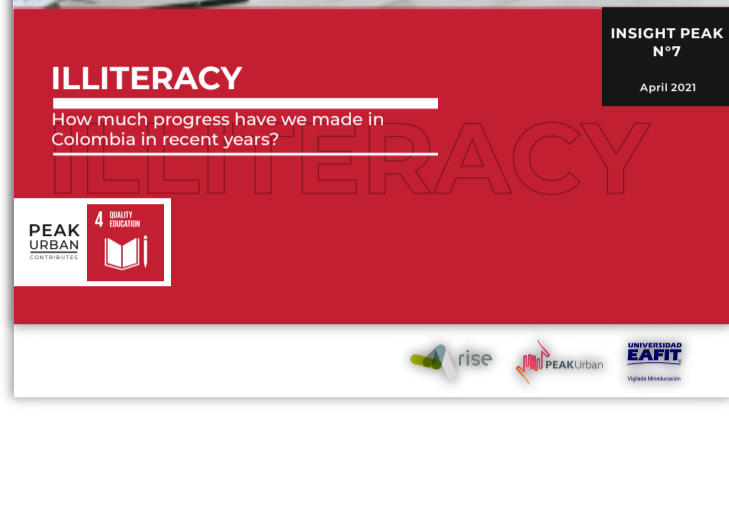 INSIGHT PEAK
N°7
April 2021
ILLITERACY
How much progress have we made in
Colombia in recent years?
ILLITERACY
PEAK
URBAN
CONTRIBUTES
4 QUALITY
EDUCATION
rise
PEAKUrban
UNIVERSIDAD
EAFIT
Vigilada Mineducación